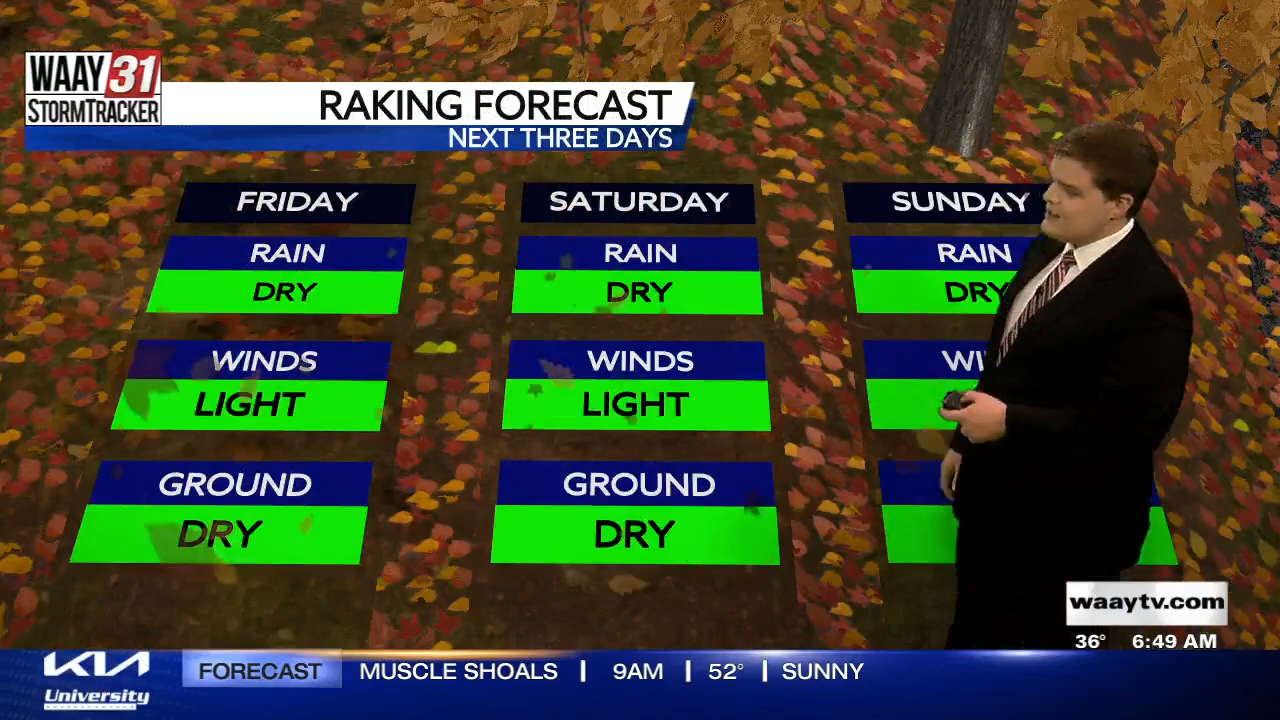 WAAY 31
STORMTRACKER
RAKING FORECAST
NEXT THREE DAYS
FRIDAY
RAIN
DRY
WINDS
LIGHT
GROUND
DRY
SATURDAY
RAIN
DRY
WINDS
LIGHT
GROUND
DRY
SUNDAY
RAIN
DRY
waaytv.com
36° 6:49 AM
KIA
University
FORECAST MUSCLE SHOALS | 9AM | 52° | SUNNY